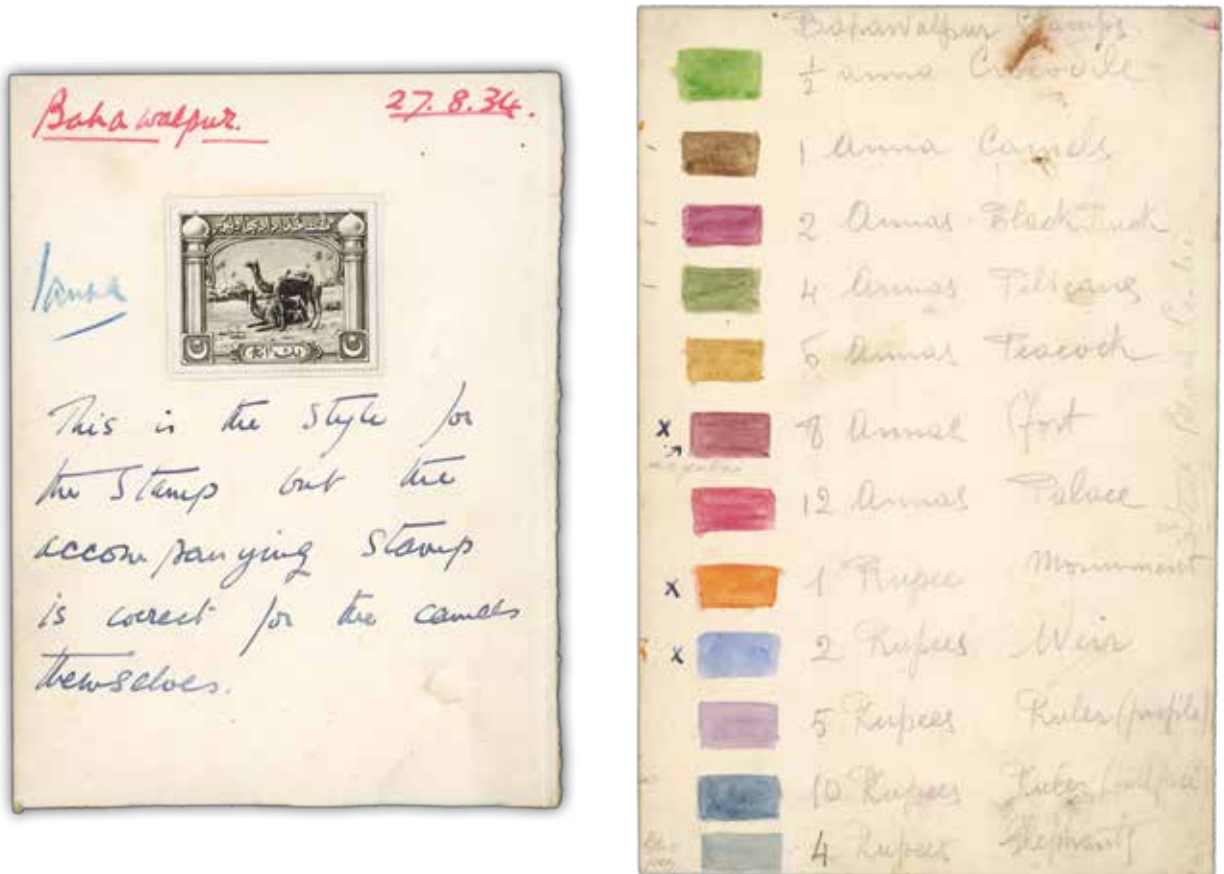 Bahawalpur. 27.8.34.
1 anna
This is the style for
the stamp but the
accompanying stamp
is correct for the camels
themselves.
Bahawalpur Stamps.
½ anna Crocodile
1 Anna Camels
2 Annas Black buck
4 Annas Pelicans
6 Annas Peacock
x 8 Annas Fort
12 Annas Palace
x 1 Rupee Monument
x 2 Rupees Weir
5 Rupees Ruler (profile)
10 Rupees Ruler
4 Rupees Elephants